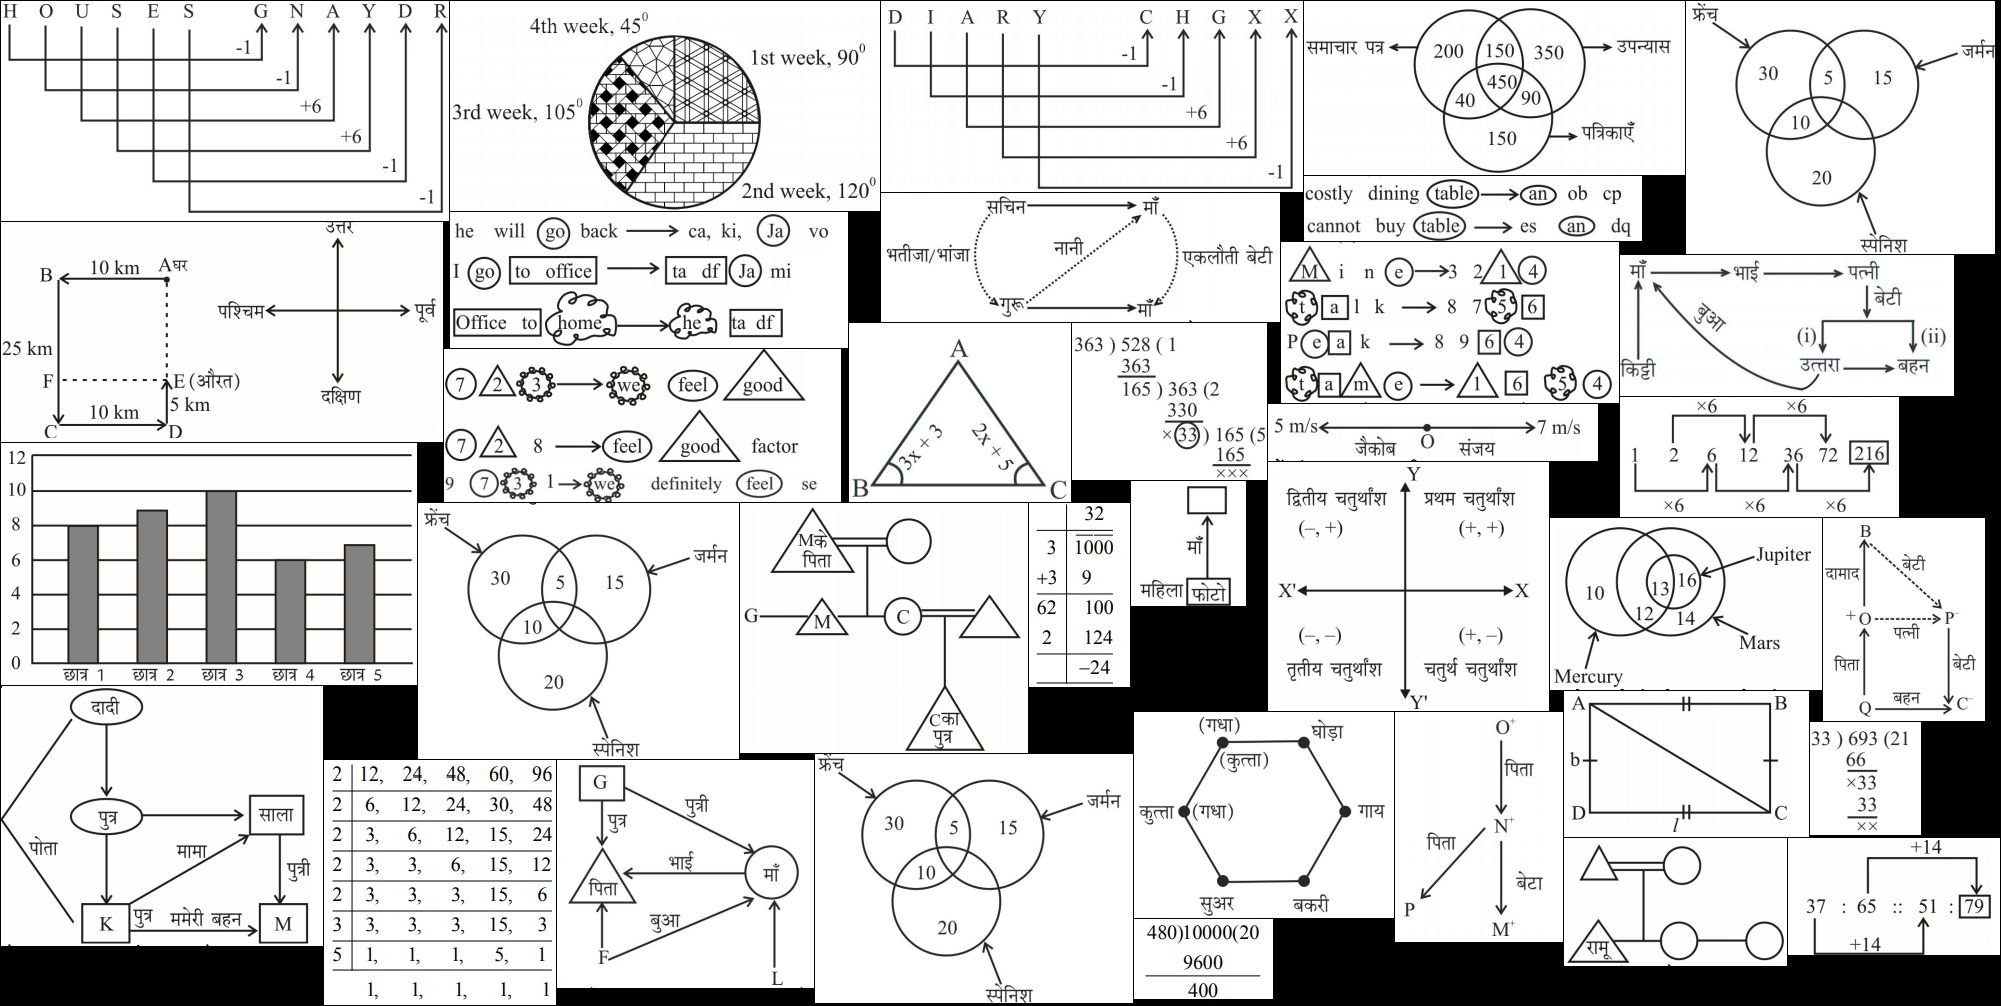 H O U S E S G N A Y D R
-1
-1
+6
+6
-1
-1
4th week, 45⁰
1st week, 90⁰
3rd week, 105⁰
2nd week, 120⁰
D I A R Y C H G X X
-1
-1
+6
+6
-1
समाचार पत्र
200 150 350
उपन्यास
450
40 90
150
पत्रिकाएँ
फ्रेंच
जर्मन
30 5 15
10
20
स्पेनिश
उत्तर
B 10 km A घर
पश्चिम पूर्व
25 km
F E (औरत)
5 km
दक्षिण
10 km
C D
he will go back ca, ki, Ja vo
I go to office ta df Ja mi
Office to home he ta df
सचिन माँ
भतीजा/भांजा नानी एकलौती बेटी
गुरू माँ
costly dining table an ob cp
cannot buy table es an dq
M i n e 3 2 1 4
t a l k 8 7 5 6
P e a k 8 9 6 4
t a m e 1 6 5 4
माँ भाई पत्नी
बेटी
बुआ
(i) (ii)
किट्टी उत्तरा बहन
7 2 3 we feel good
7 2 8 feel good factor
9 7 3 1 we definitely feel se
A
3x + 3 2x + 5
B C
363 ) 528 ( 1
363
165 ) 363 (2
330
×33 ) 165 (5
165
×××
5 m/s 7 m/s
जैकोब O संजय
×6 ×6
1 2 6 12 36 72 216
×6 ×6 ×6
12
10
8
6
4
2
0
छात्र 1 छात्र 2 छात्र 3 छात्र 4 छात्र 5
फ्रेंच
जर्मन
30 5 15
10
20
स्पेनिश
M के
पिता
G M C
C का
पुत्र
32
3 1000
+3 9
62 100
2 124
–24
माँ
महिला फोटो
Y
द्वितीय चतुर्थांश प्रथम चतुर्थांश
(–, +) (+, +)
X' X
(–, –) (+, –)
तृतीय चतुर्थांश चतुर्थ चतुर्थांश
Y'
Jupiter
10 13 16
12 14
Mars
Mercury
B
दामाद बेटी
+ O P⁻
पत्नी
पिता बेटी
बहन
Q C⁻
दादी
पुत्र साला
पोता मामा पुत्री
K पुत्र ममेरी बहन M
2 12, 24, 48, 60, 96
2 6, 12, 24, 30, 48
2 3, 6, 12, 15, 24
2 3, 3, 6, 15, 12
2 3, 3, 3, 15, 6
3 3, 3, 3, 15, 3
5 1, 1, 1, 5, 1
1, 1, 1, 1, 1
G
पुत्री
पुत्र
भाई
पिता माँ
बुआ
F
L
फ्रेंच
जर्मन
30 5 15
10
20
स्पेनिश
(गधा) घोड़ा
(कुत्ता)
कुत्ता (गधा) गाय
सुअर बकरी
480)10000(20
9600
400
O⁺
पिता
N⁺
पिता
बेटा
P
M⁺
A B
b
D C
l
33 ) 693 (21
66
×33
33
××
रामू
+14
37 : 65 :: 51 : 79
+14